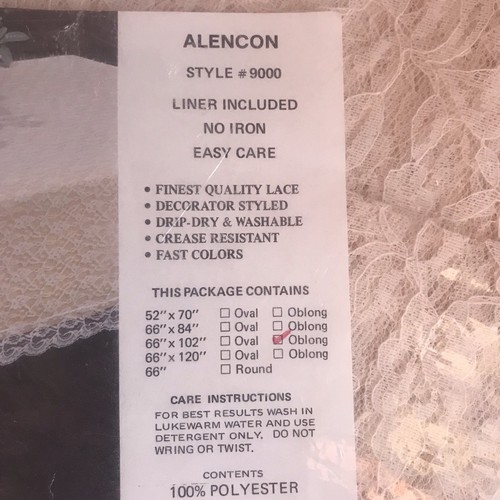 ALENCON
STYLE # 9000
LINER INCLUDED
NO IRON
EASY CARE
• FINEST QUALITY LACE
• DECORATOR STYLED
• DRIP-DRY & WASHABLE
• CREASE RESISTANT
• FAST COLORS
THIS PACKAGE CONTAINS
52" x 70" ☐ Oval ☐ Oblong
66" x 84" ☐ Oval ☐ Oblong
66" x 102" ☐ Oval ☑ Oblong
66" x 120" ☐ Oval ☐ Oblong
66" ☐ Round
CARE INSTRUCTIONS
FOR BEST RESULTS WASH IN
LUKEWARM WATER AND USE
DETERGENT ONLY. DO NOT
WRING OR TWIST.
CONTENTS
100% POLYESTER